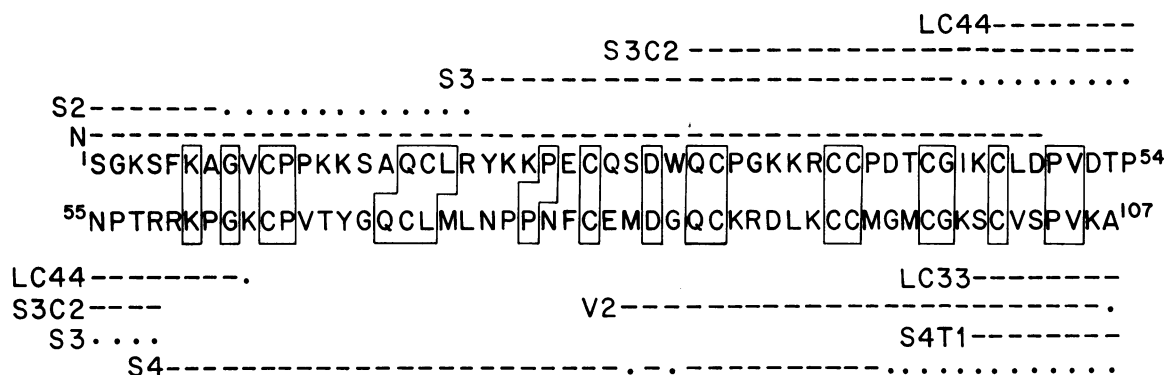 LC44
S3C2
S3
S2
N
¹SGKSFKAGVCPPKKSAQCLRYKKPECQSDWQCPGKKRCCPDTCGIKCLDPVDTP⁵⁴
⁵⁵NPTRRKPGKCPVTYGQCLMLNPPNFCEMDGQCKRDLKCCMGMCGKSCVSPVKA¹⁰⁷
LC44 LC33
S3C2 V2
S3 S4T1
S4